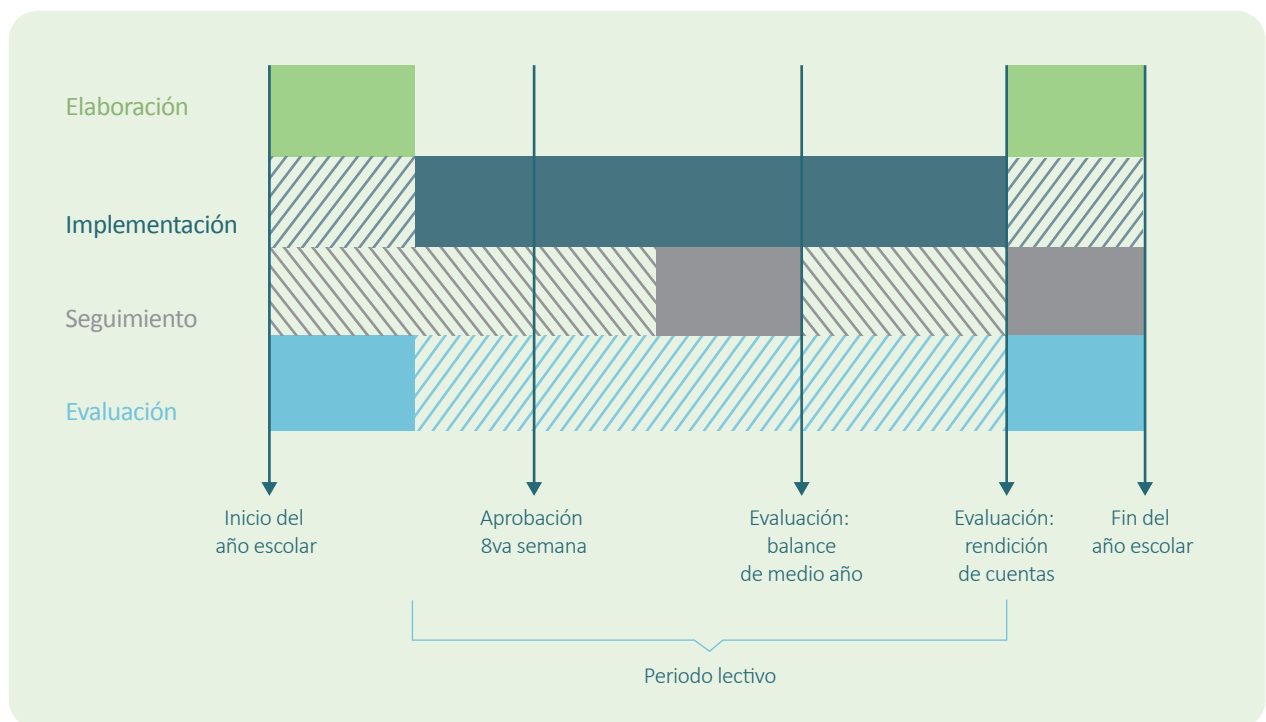 Elaboración
Implementación
Seguimiento
Evaluación
Inicio del
año escolar
Aprobación
8va semana
Evaluación:
balance
de medio año
Evaluación:
rendición
de cuentas
Fin del
año escolar
Periodo lectivo